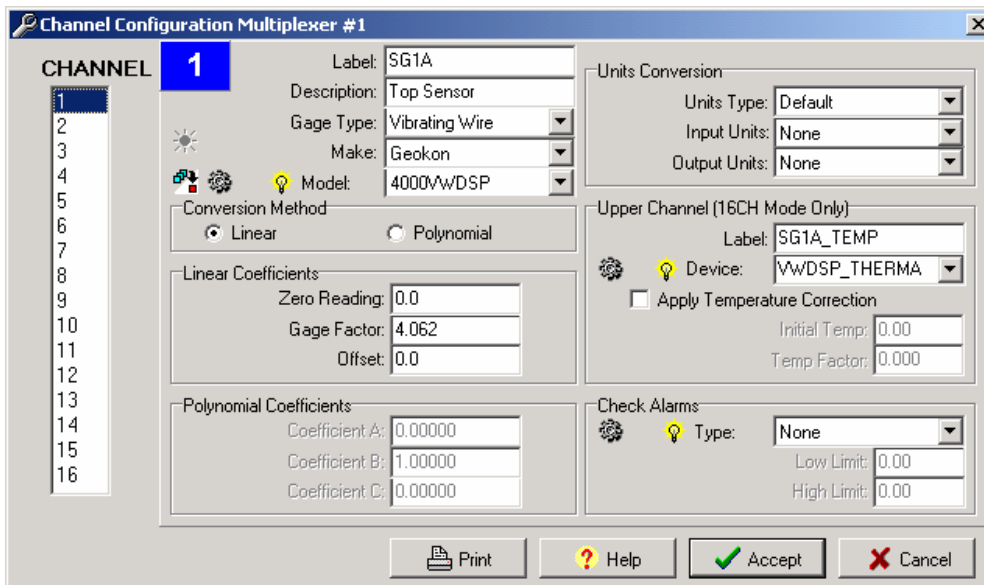 Channel Configuration Multiplexer #1
CHANNEL
1
2
3
4
5
6
7
8
9
10
11
12
13
14
15
16
1
Label: SG1A
Description: Top Sensor
Gage Type: Vibrating Wire
Make: Geokon
Model: 4000VWDSP
Conversion Method
Linear
Polynomial
Linear Coefficients
Zero Reading: 0.0
Gage Factor: 4.062
Offset: 0.0
Polynomial Coefficients
Coefficient A: 0.00000
Coefficient B: 1.00000
Coefficient C: 0.00000
Units Conversion
Units Type: Default
Input Units: None
Output Units: None
Upper Channel (16CH Mode Only)
Label: SG1A_TEMP
Device: VWDSP_THERMA
Apply Temperature Correction
Initial Temp: 0.00
Temp Factor: 0.000
Check Alarms
Type: None
Low Limit: 0.00
High Limit: 0.00
Print
? Help
Accept
Cancel